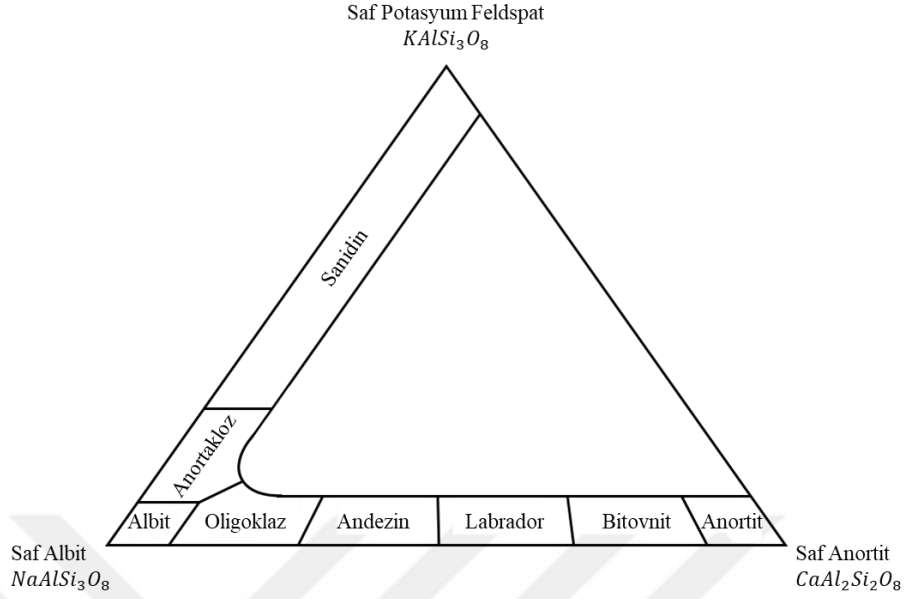 Saf Potasyum Feldspat
KAlSi₃O₈
Sanidin
Anortakloz
Albit
Oligoklaz
Andezin
Labrador
Bitovnit
Anortit
Saf Albit
NaAlSi₃O₈
Saf Anortit
CaAl₂Si₂O₈